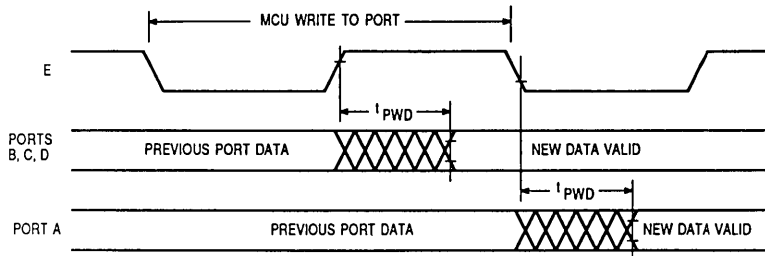 MCU WRITE TO PORT
E
t PWD
PORTS
B, C, D
PREVIOUS PORT DATA
NEW DATA VALID
t PWD
PORT A
PREVIOUS PORT DATA
NEW DATA VALID